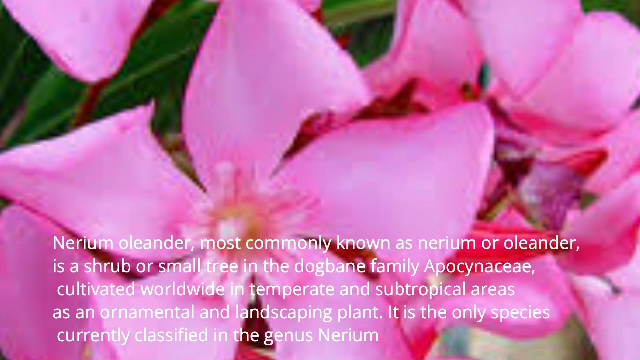 Nerium oleander, most commonly known as nerium or oleander,
is a shrub or small tree in the dogbane family Apocynaceae,
cultivated worldwide in temperate and subtropical areas
as an ornamental and landscaping plant. It is the only species
currently classified in the genus Nerium